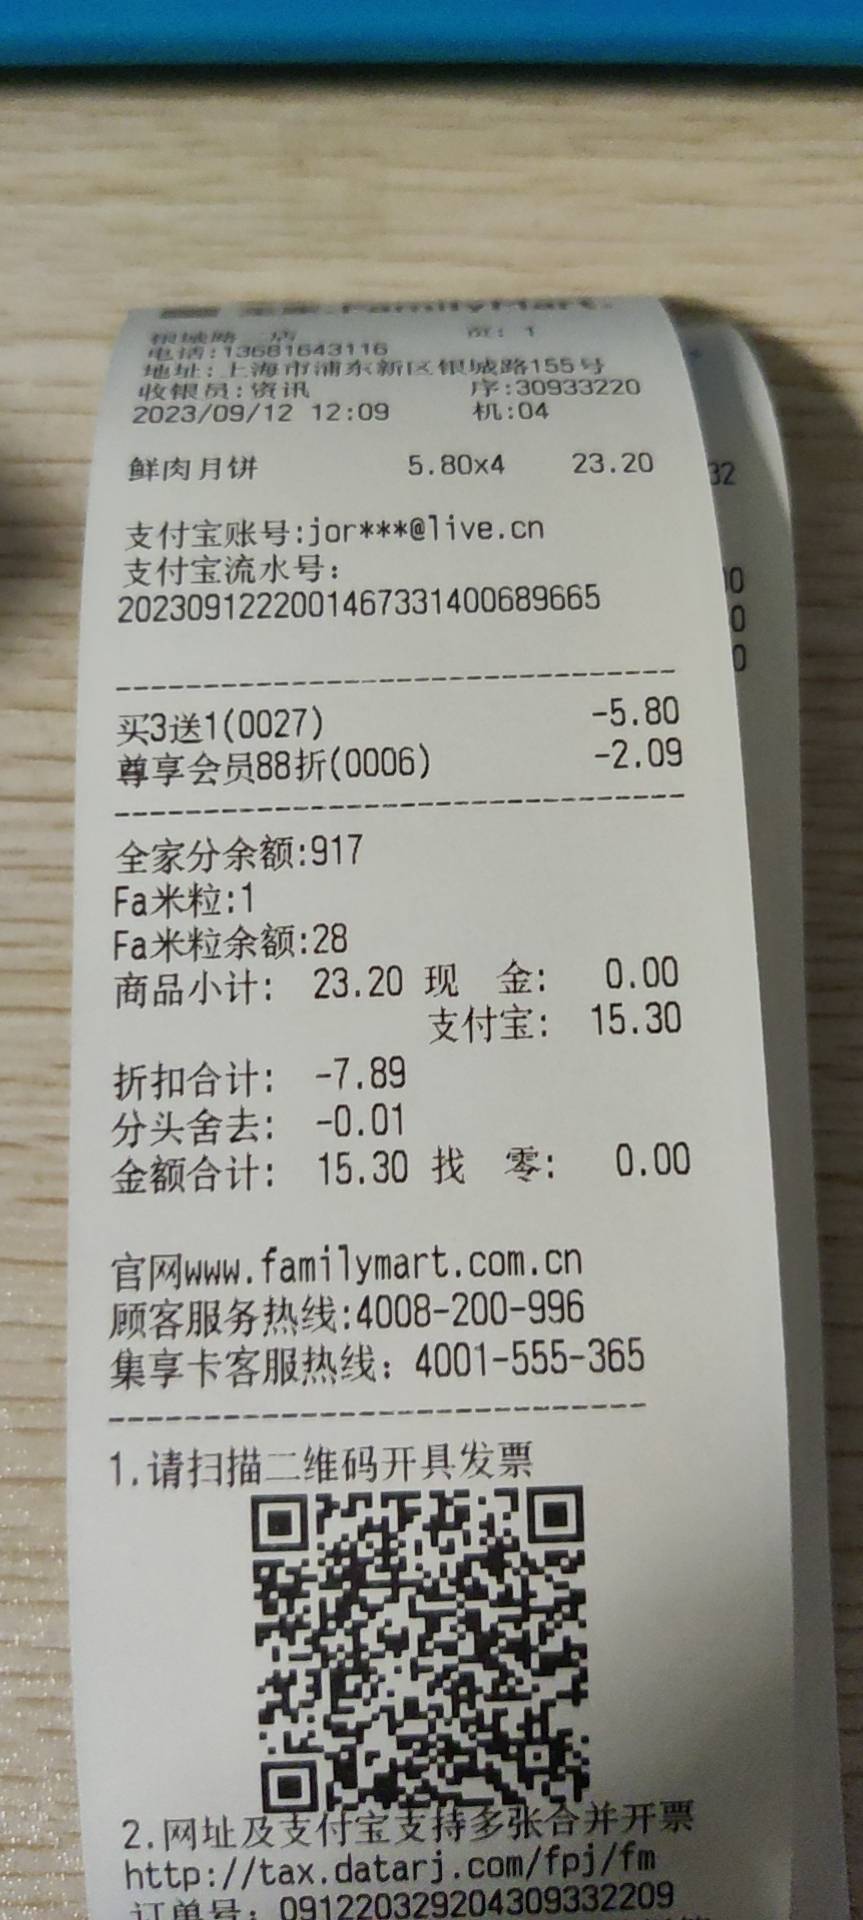 全家.FamilyMart.
银城路二店 页: 1
电话:13681643116
地址:上海市浦东新区银城路155号
收银员:资讯 序:30933220
2023/09/12 12:09 机:04
鲜肉月饼 5.80x4 23.20
支付宝账号:jor***@live.cn
支付宝流水号:
2023091222001467331400689665
买3送1(0027) -5.80
尊享会员88折(0006) -2.09
全家分余额:917
Fa米粒:1
Fa米粒余额:28
商品小计: 23.20 现 金: 0.00
支付宝: 15.30
折扣合计: -7.89
分头舍去: -0.01
金额合计: 15.30 找 零: 0.00
官网www.familymart.com.cn
顾客服务热线:4008-200-996
集享卡客服热线: 4001-555-365
1.请扫描二维码开具发票
2.网址及支付宝支持多张合并开票
http://tax.datarj.com/fpj/fm
订单号: 091220329204309332209